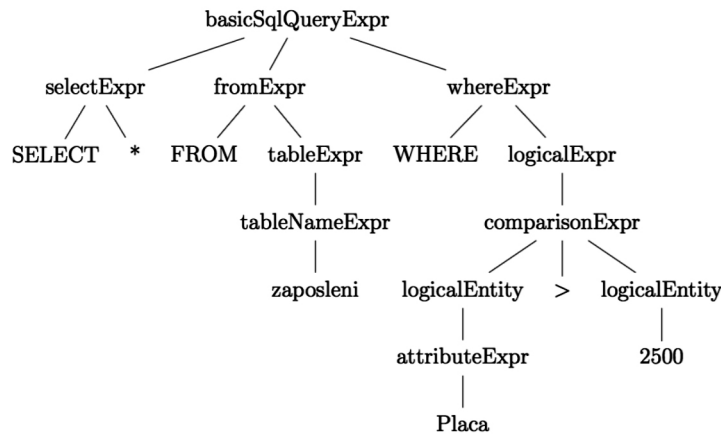 basicSqlQueryExpr
selectExpr fromExpr whereExpr
SELECT * FROM tableExpr WHERE logicalExpr
tableNameExpr comparisonExpr
zaposleni logicalEntity > logicalEntity
attributeExpr 2500
Placa